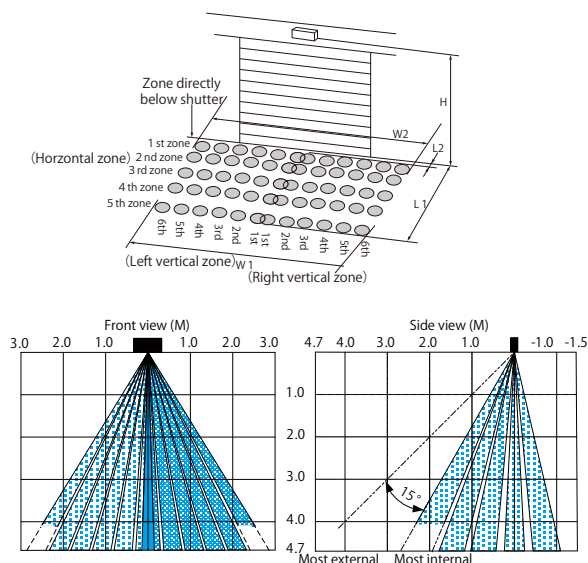 Zone directly
below shutter
H
W2
L2
L1
1 st zone
2 nd zone
(Horzontal zone)
3 rd zone
4 th zone
5 th zone
6th
5th
4th
3rd
2nd
1st
1st
2nd
3rd
4th
5th
6th
(Left vertical zone)
W1
(Right vertical zone)
Front view (M)
3.0 2.0 1.0 1.0 2.0 3.0
Side view (M)
4.7 4.0 3.0 2.0 1.0 -1.0 -1.5
1.0
2.0
3.0
4.0
4.7
15°
Most external Most internal